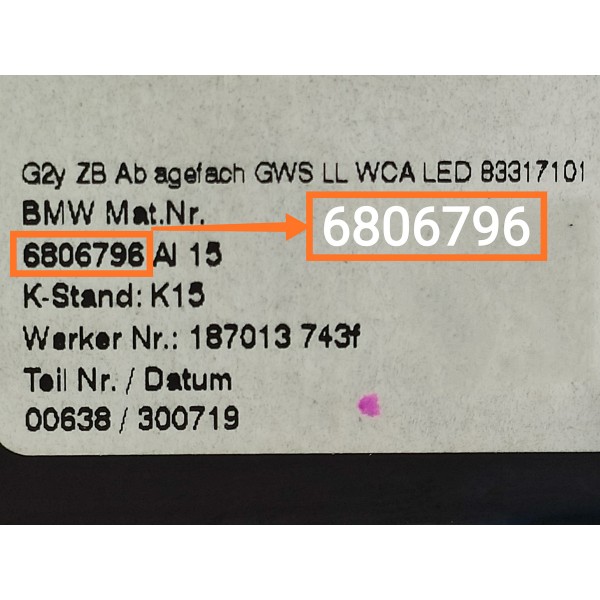 G2y ZB Ab agefach GWS LL WCA LED 83317101
BMW Mat.Nr.
6806796
6806796 AI 15
K-Stand: K15
Werker Nr.: 187013 743f
Teil Nr. / Datum
00638 / 300719